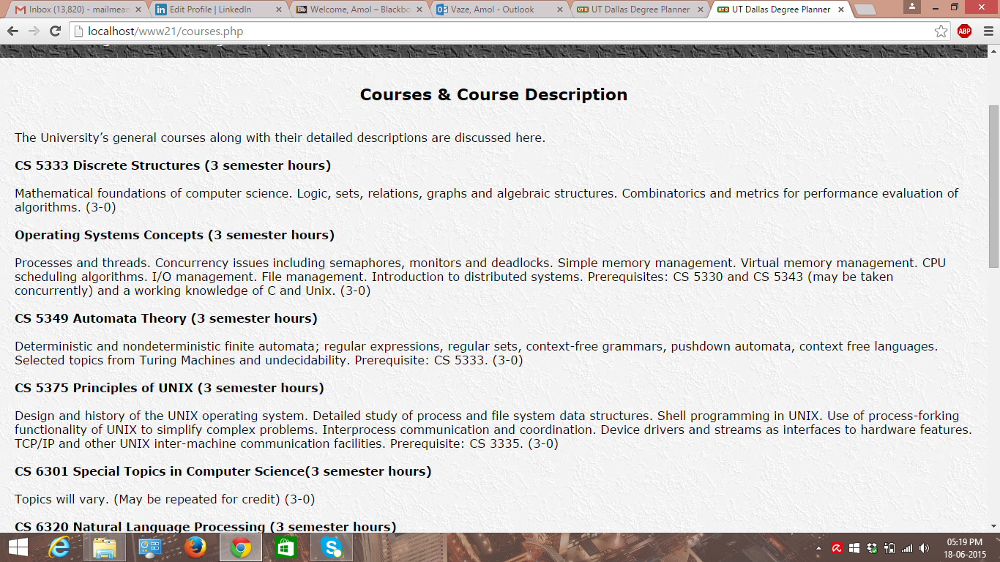 Inbox (13,820) - mailmean
Edit Profile | LinkedIn
Bb Welcome, Amol – Blackbo
Vaze, Amol - Outlook
UTD UT Dallas Degree Planner
UTD UT Dallas Degree Planner
localhost/www21/courses.php
ABP
Courses & Course Description
The University’s general courses along with their detailed descriptions are discussed here.
CS 5333 Discrete Structures (3 semester hours)
Mathematical foundations of computer science. Logic, sets, relations, graphs and algebraic structures. Combinatorics and metrics for performance evaluation of
algorithms. (3-0)
Operating Systems Concepts (3 semester hours)
Processes and threads. Concurrency issues including semaphores, monitors and deadlocks. Simple memory management. Virtual memory management. CPU
scheduling algorithms. I/O management. File management. Introduction to distributed systems. Prerequisites: CS 5330 and CS 5343 (may be taken
concurrently) and a working knowledge of C and Unix. (3-0)
CS 5349 Automata Theory (3 semester hours)
Deterministic and nondeterministic finite automata; regular expressions, regular sets, context-free grammars, pushdown automata, context free languages.
Selected topics from Turing Machines and undecidability. Prerequisite: CS 5333. (3-0)
CS 5375 Principles of UNIX (3 semester hours)
Design and history of the UNIX operating system. Detailed study of process and file system data structures. Shell programming in UNIX. Use of process-forking
functionality of UNIX to simplify complex problems. Interprocess communication and coordination. Device drivers and streams as interfaces to hardware features.
TCP/IP and other UNIX inter-machine communication facilities. Prerequisite: CS 3335. (3-0)
CS 6301 Special Topics in Computer Science(3 semester hours)
Topics will vary. (May be repeated for credit) (3-0)
CS 6320 Natural Language Processing (3 semester hours)
05:19 PM
18-06-2015